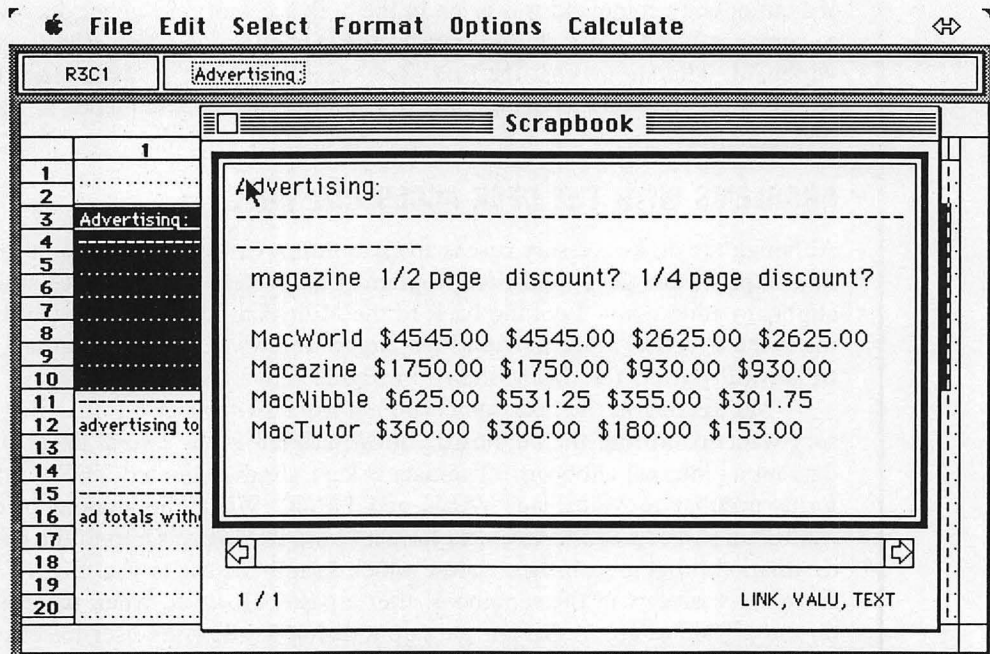 File Edit Select Format Options Calculate
R3C1 Advertising:
Scrapbook
1
1
2
3 Advertising:
4
5
6
7
8
9
10
11
12 advertising to
13
14
15
16 ad totals with
17
18
19
20
Advertising:
magazine 1/2 page discount? 1/4 page discount?
MacWorld $4545.00 $4545.00 $2625.00 $2625.00
Macazine $1750.00 $1750.00 $930.00 $930.00
MacNibble $625.00 $531.25 $355.00 $301.75
MacTutor $360.00 $306.00 $180.00 $153.00
1 / 1 LINK, VALU, TEXT